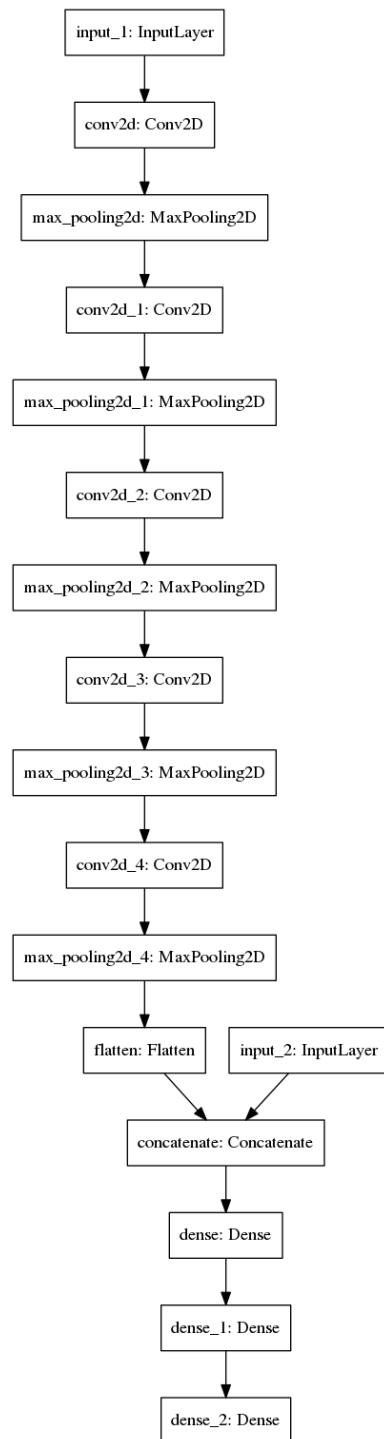 input_1: InputLayer
conv2d: Conv2D
max_pooling2d: MaxPooling2D
conv2d_1: Conv2D
max_pooling2d_1: MaxPooling2D
conv2d_2: Conv2D
max_pooling2d_2: MaxPooling2D
conv2d_3: Conv2D
max_pooling2d_3: MaxPooling2D
conv2d_4: Conv2D
max_pooling2d_4: MaxPooling2D
flatten: Flatten
input_2: InputLayer
concatenate: Concatenate
dense: Dense
dense_1: Dense
dense_2: Dense